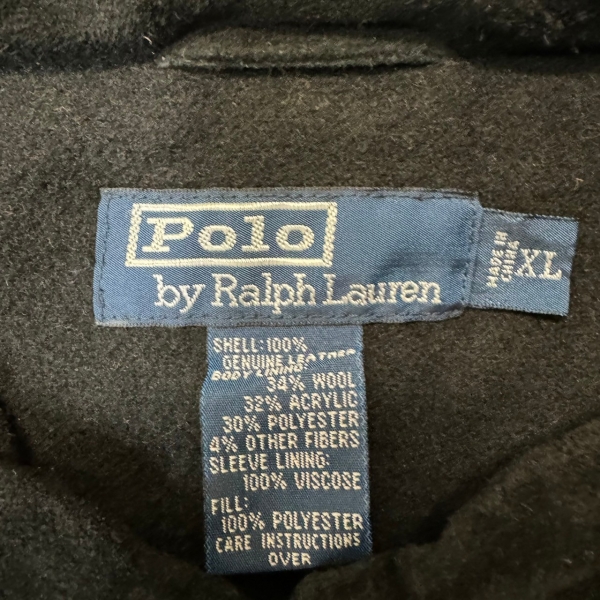 Polo
by Ralph Lauren
MADE IN
CHINA
XL
SHELL:100%
GENUINE LEATHER
BODY LINING:
34% WOOL
32% ACRYLIC
30% POLYESTER
4% OTHER FIBERS
SLEEVE LINING:
100% VISCOSE
FILL:
100% POLYESTER
CARE INSTRUCTIONS
OVER